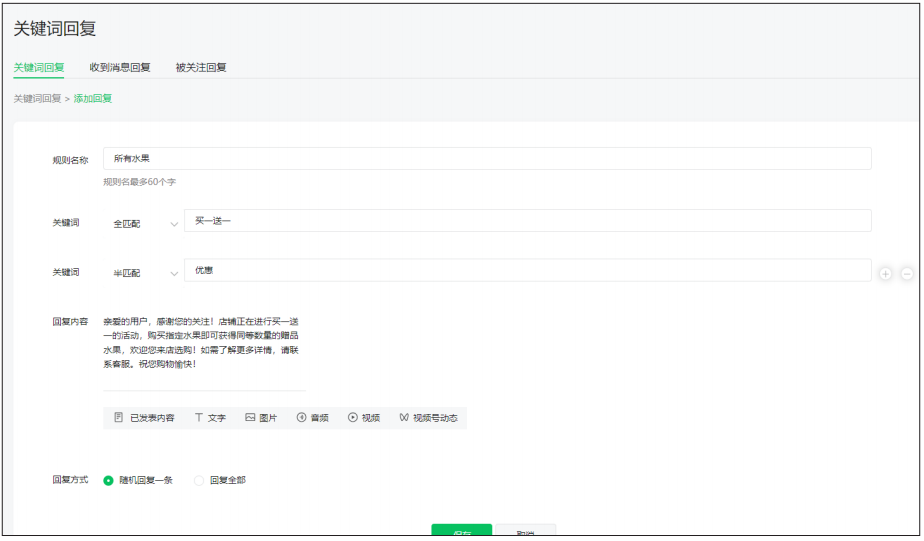 关键词回复
关键词回复 收到消息回复 被关注回复
关键词回复 > 添加回复
规则名称 所有水果
规则名最多60个字
关键词 全匹配 买一送一
关键词 半匹配 优惠
回复内容 亲爱的用户，感谢您的关注！店铺正在进行买一送
一的活动，购买指定水果即可获得同等数量的赠品
水果，欢迎您来店选购！如需了解更多详情，请联
系客服。祝您购物愉快！
已发表内容 文字 图片 音频 视频 视频号动态
回复方式 随机回复一条 回复全部
保存 取消